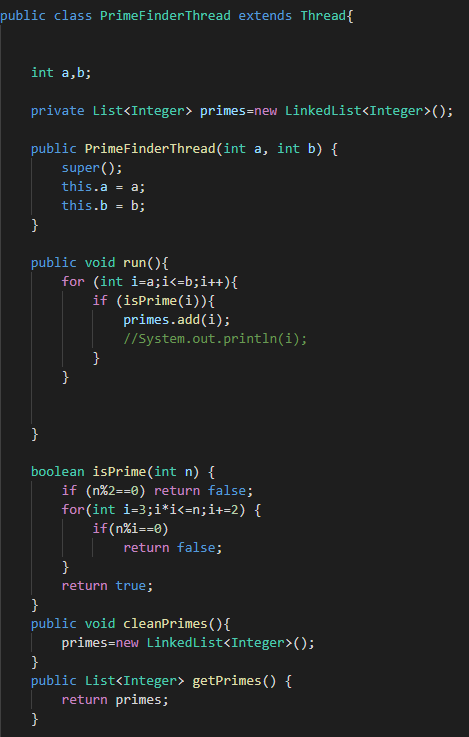 public class PrimeFinderThread extends Thread{
int a,b;
private List<Integer> primes=new LinkedList<Integer>();
public PrimeFinderThread(int a, int b) {
super();
this.a = a;
this.b = b;
}
public void run(){
for (int i=a;i<=b;i++){
if (isPrime(i)){
primes.add(i);
//System.out.println(i);
}
}
}
boolean isPrime(int n) {
if (n%2==0) return false;
for(int i=3;i*i<=n;i+=2) {
if(n%i==0)
return false;
}
return true;
}
public void cleanPrimes(){
primes=new LinkedList<Integer>();
}
public List<Integer> getPrimes() {
return primes;
}